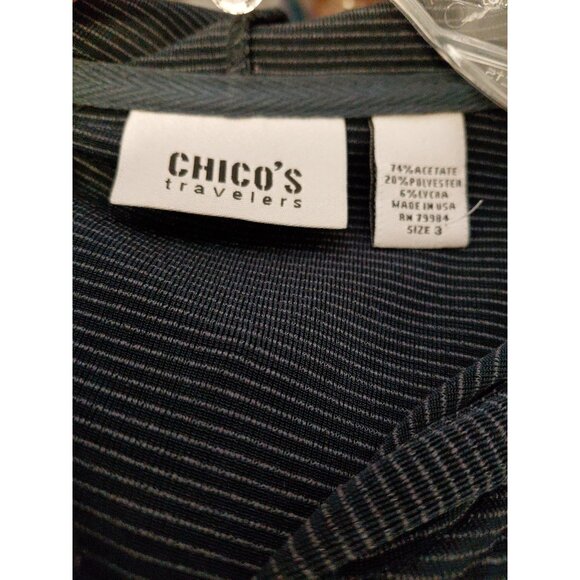 CHICO'S
travelers
74% ACETATE
20% POLYESTER
6% LYCRA
MADE IN USA
RN 79984
SIZE 3